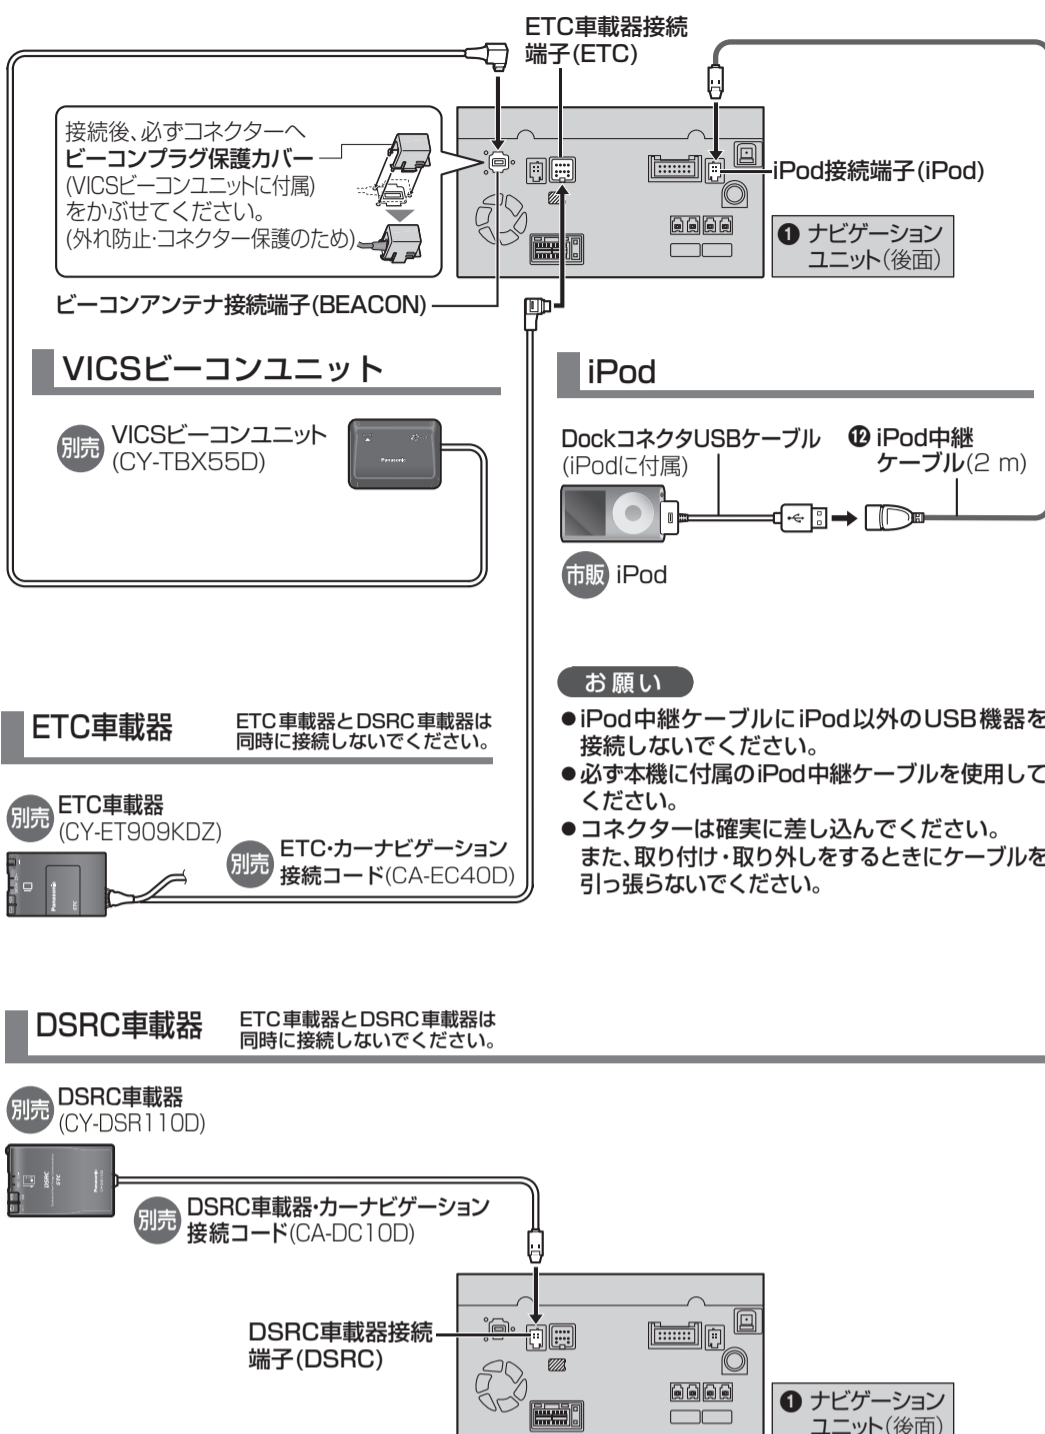 ETC車載器接続
端子(ETC)
接続後、必ずコネクターへ
ビーコンプラグ保護カバー
(VICSビーコンユニットに付属)
をかぶせてください。
(外れ防止・コネクター保護のため)
iPod接続端子(iPod)
❶ ナビゲーション
ユニット(後面)
ビーコンアンテナ接続端子(BEACON)
VICSビーコンユニット
別売 VICSビーコンユニット
(CY-TBX55D)
Panasonic
iPod
DockコネクタUSBケーブル
(iPodに付属)
⓬ iPod中継
ケーブル(2 m)
市販 iPod
お願い
●iPod中継ケーブルにiPod以外のUSB機器を
接続しないでください。
●必ず本機に付属のiPod中継ケーブルを使用して
ください。
●コネクターは確実に差し込んでください。
また、取り付け・取り外しをするときにケーブルを
引っ張らないでください。
ETC車載器
ETC車載器とDSRC車載器は
同時に接続しないでください。
別売 ETC車載器
(CY-ET909KDZ)
Panasonic
ETC
別売 ETC・カーナビゲーション
接続コード(CA-EC40D)
DSRC車載器
ETC車載器とDSRC車載器は
同時に接続しないでください。
別売 DSRC車載器
(CY-DSR110D)
DSRC
ETC
Panasonic
別売 DSRC車載器・カーナビゲーション
接続コード(CA-DC10D)
DSRC車載器接続
端子(DSRC)
❶ ナビゲーション
ユニット(後面)